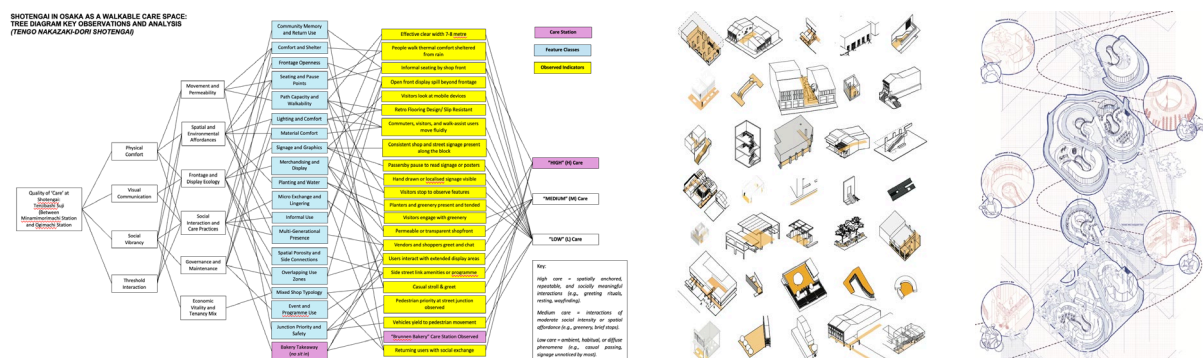 SHOTENGAI IN OSAKA AS A WALKABLE CARE SPACE:
TREE DIAGRAM KEY OBSERVATIONS AND ANALYSIS
(TENGO NAKAZAKI-DORI SHOTENGAI)
Quality of 'Care' at
Shotengai
Tenjibashi Suji
(Between
Minamimorimachi Station
and Ogimachi Station
Physical
Comfort
Visual
Communication
Social
Vibrancy
Threshold
Interaction
Movement and
Permeability
Spatial and
Environmental
Affordances
Frontage and
Display Ecology
Social
Interaction and
Care Practices
Governance and
Maintenance
Economic
Vitality and
Tenancy Mix
Community Memory
and Return Use
Comfort and Shelter
Frontage Openness
Seating and Pause
Points
Path Capacity and
Walkability
Lighting and Comfort
Material Comfort
Signage and Graphics
Merchandising and
Display
Planting and Water
Micro Exchange and
Lingering
Informal Use
Multi-Generational
Presence
Spatial Porosity and
Side Connections
Overlapping Use
Zones
Mixed Shop Typology
Event and
Programme Use
Junction Priority and
Safety
Bakery Takeaway
(no sit in)
Effective clear width 7-8 metre
People walk thermal comfort sheltered
from rain
Informal seating by shop front
Open front display spill beyond frontage
Visitors look at mobile devices
Retro Flooring Design/ Slip Resistant
Commuters, visitors, and walk-assist users
move fluidly
Consistent shop and street signage present
along the block
Passersby pause to read signage or posters
Hand drawn or localised signage visible
Visitors stop to observe features
Planters and greenery present and tended
Visitors engage with greenery
Permeable or transparent shopfront
Vendors and shoppers greet and chat
Users interact with extended display areas
Side street link amenities or programme
Casual stroll & greet
Pedestrian priority at street junction
observed
Vehicles yield to pedestrian movement
"Brunnen Bakery" Care Station Observed
Returning users with social exchange
Care Station
Feature Classes
Observed Indicators
"HIGH" (H) Care
"MEDIUM" (M) Care
"LOW" (L) Care
Key:
High care = spatially anchored,
repeatable, and socially meaningful
interactions (e.g., greeting rituals,
resting, wayfinding).
Medium care = interactions of
moderate social intensity or spatial
affordance (e.g., greenery, brief stops).
Low care = ambient, habitual, or diffuse
phenomena (e.g., casual passing,
signage unnoticed by most).